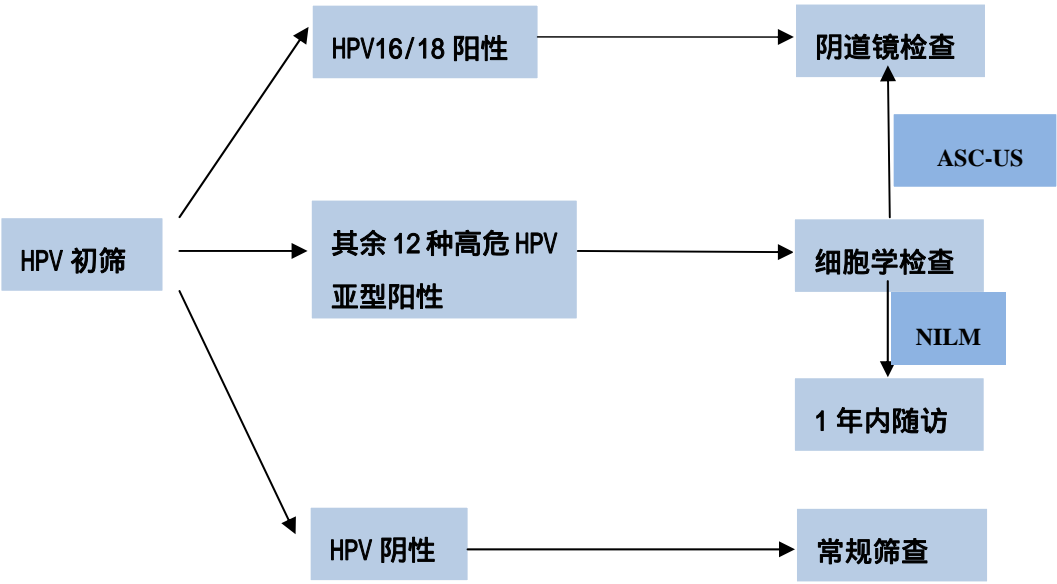 HPV16/18 阳性
阴道镜检查
ASC-US
HPV 初筛
其余 12 种高危 HPV
亚型阳性
细胞学检查
NILM
1 年内随访
HPV 阴性
常规筛查